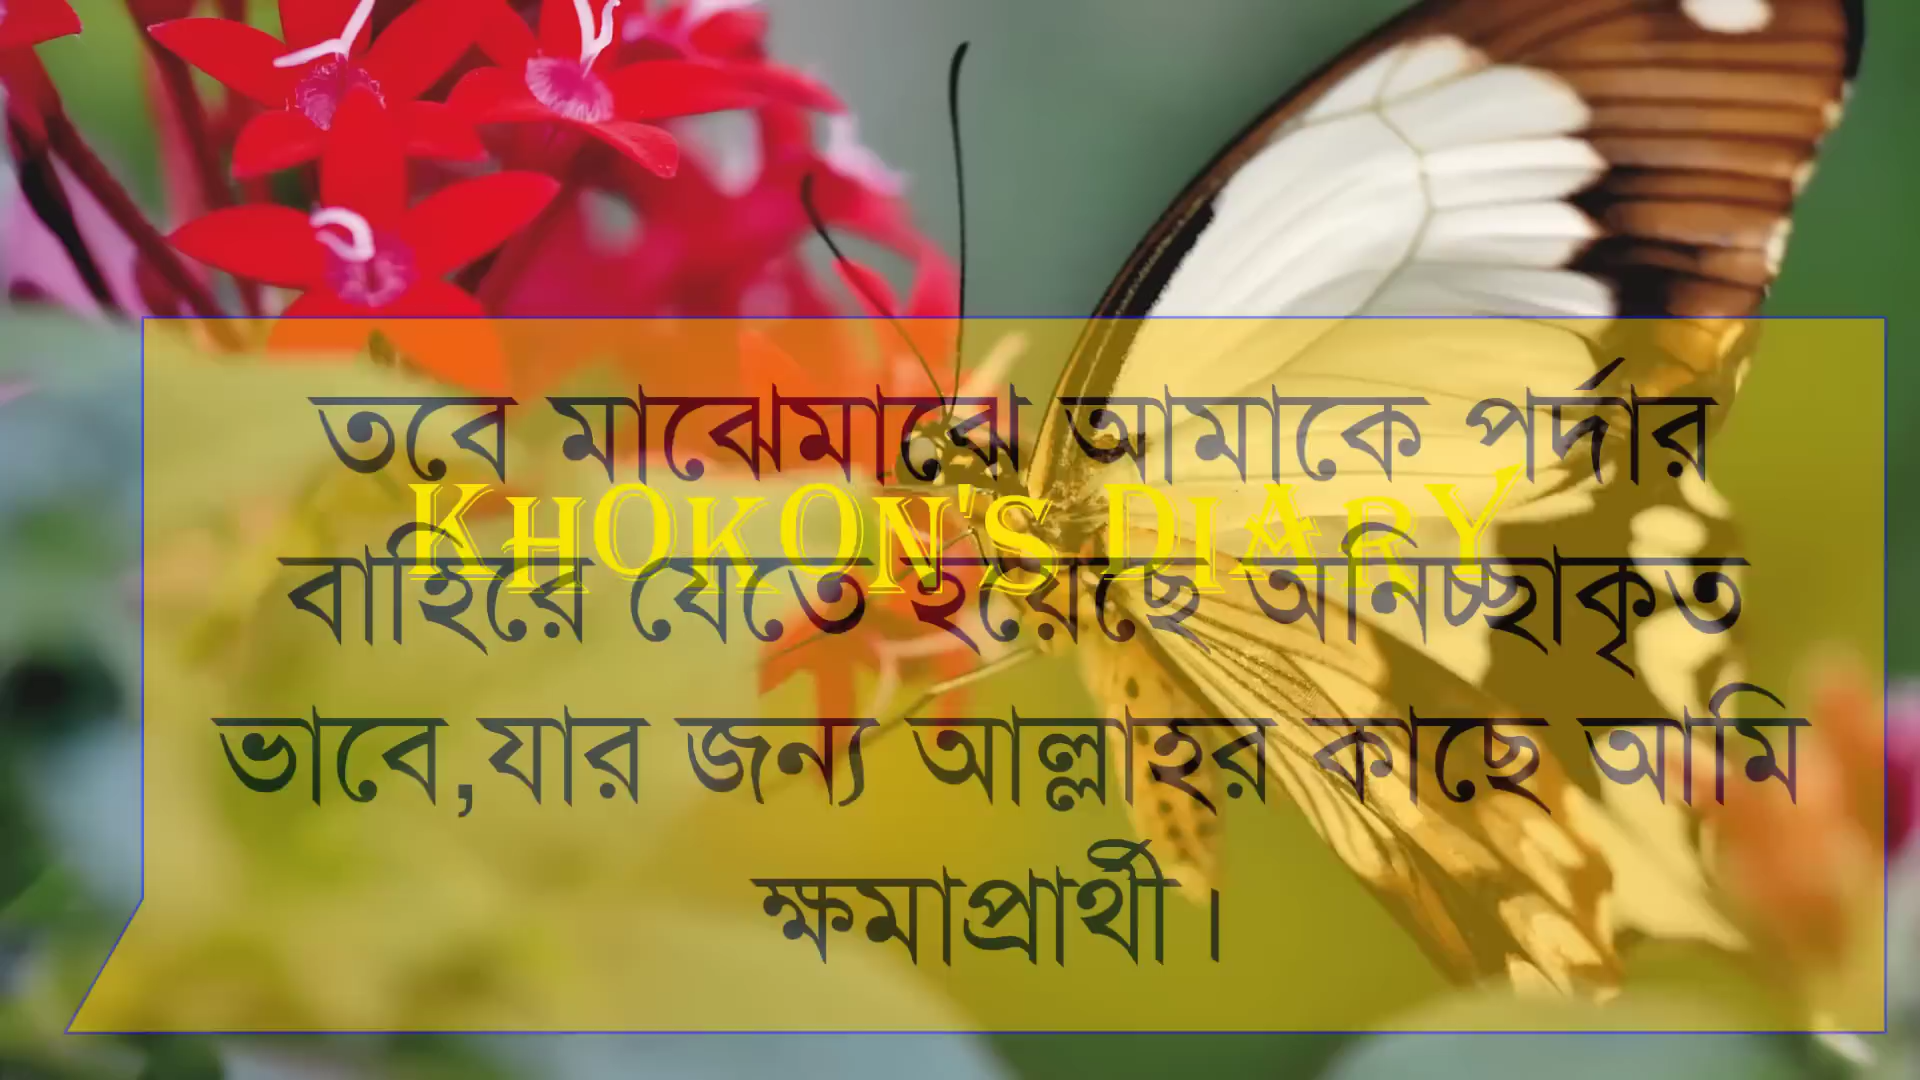 তবে মাঝেমাঝে আমাকে পর্দার
KHOKON'S DIARY
বাহিরে যেতে হয়েছে অনিচ্ছাকৃত
ভাবে,যার জন্য আল্লাহর কাছে আমি
ক্ষমাপ্রার্থী।